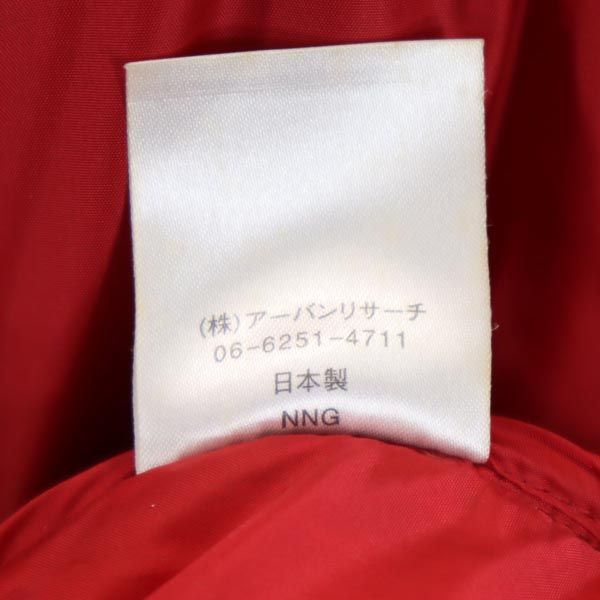 (株)アーバンリサーチ
06-6251-4711
日本製
NNG